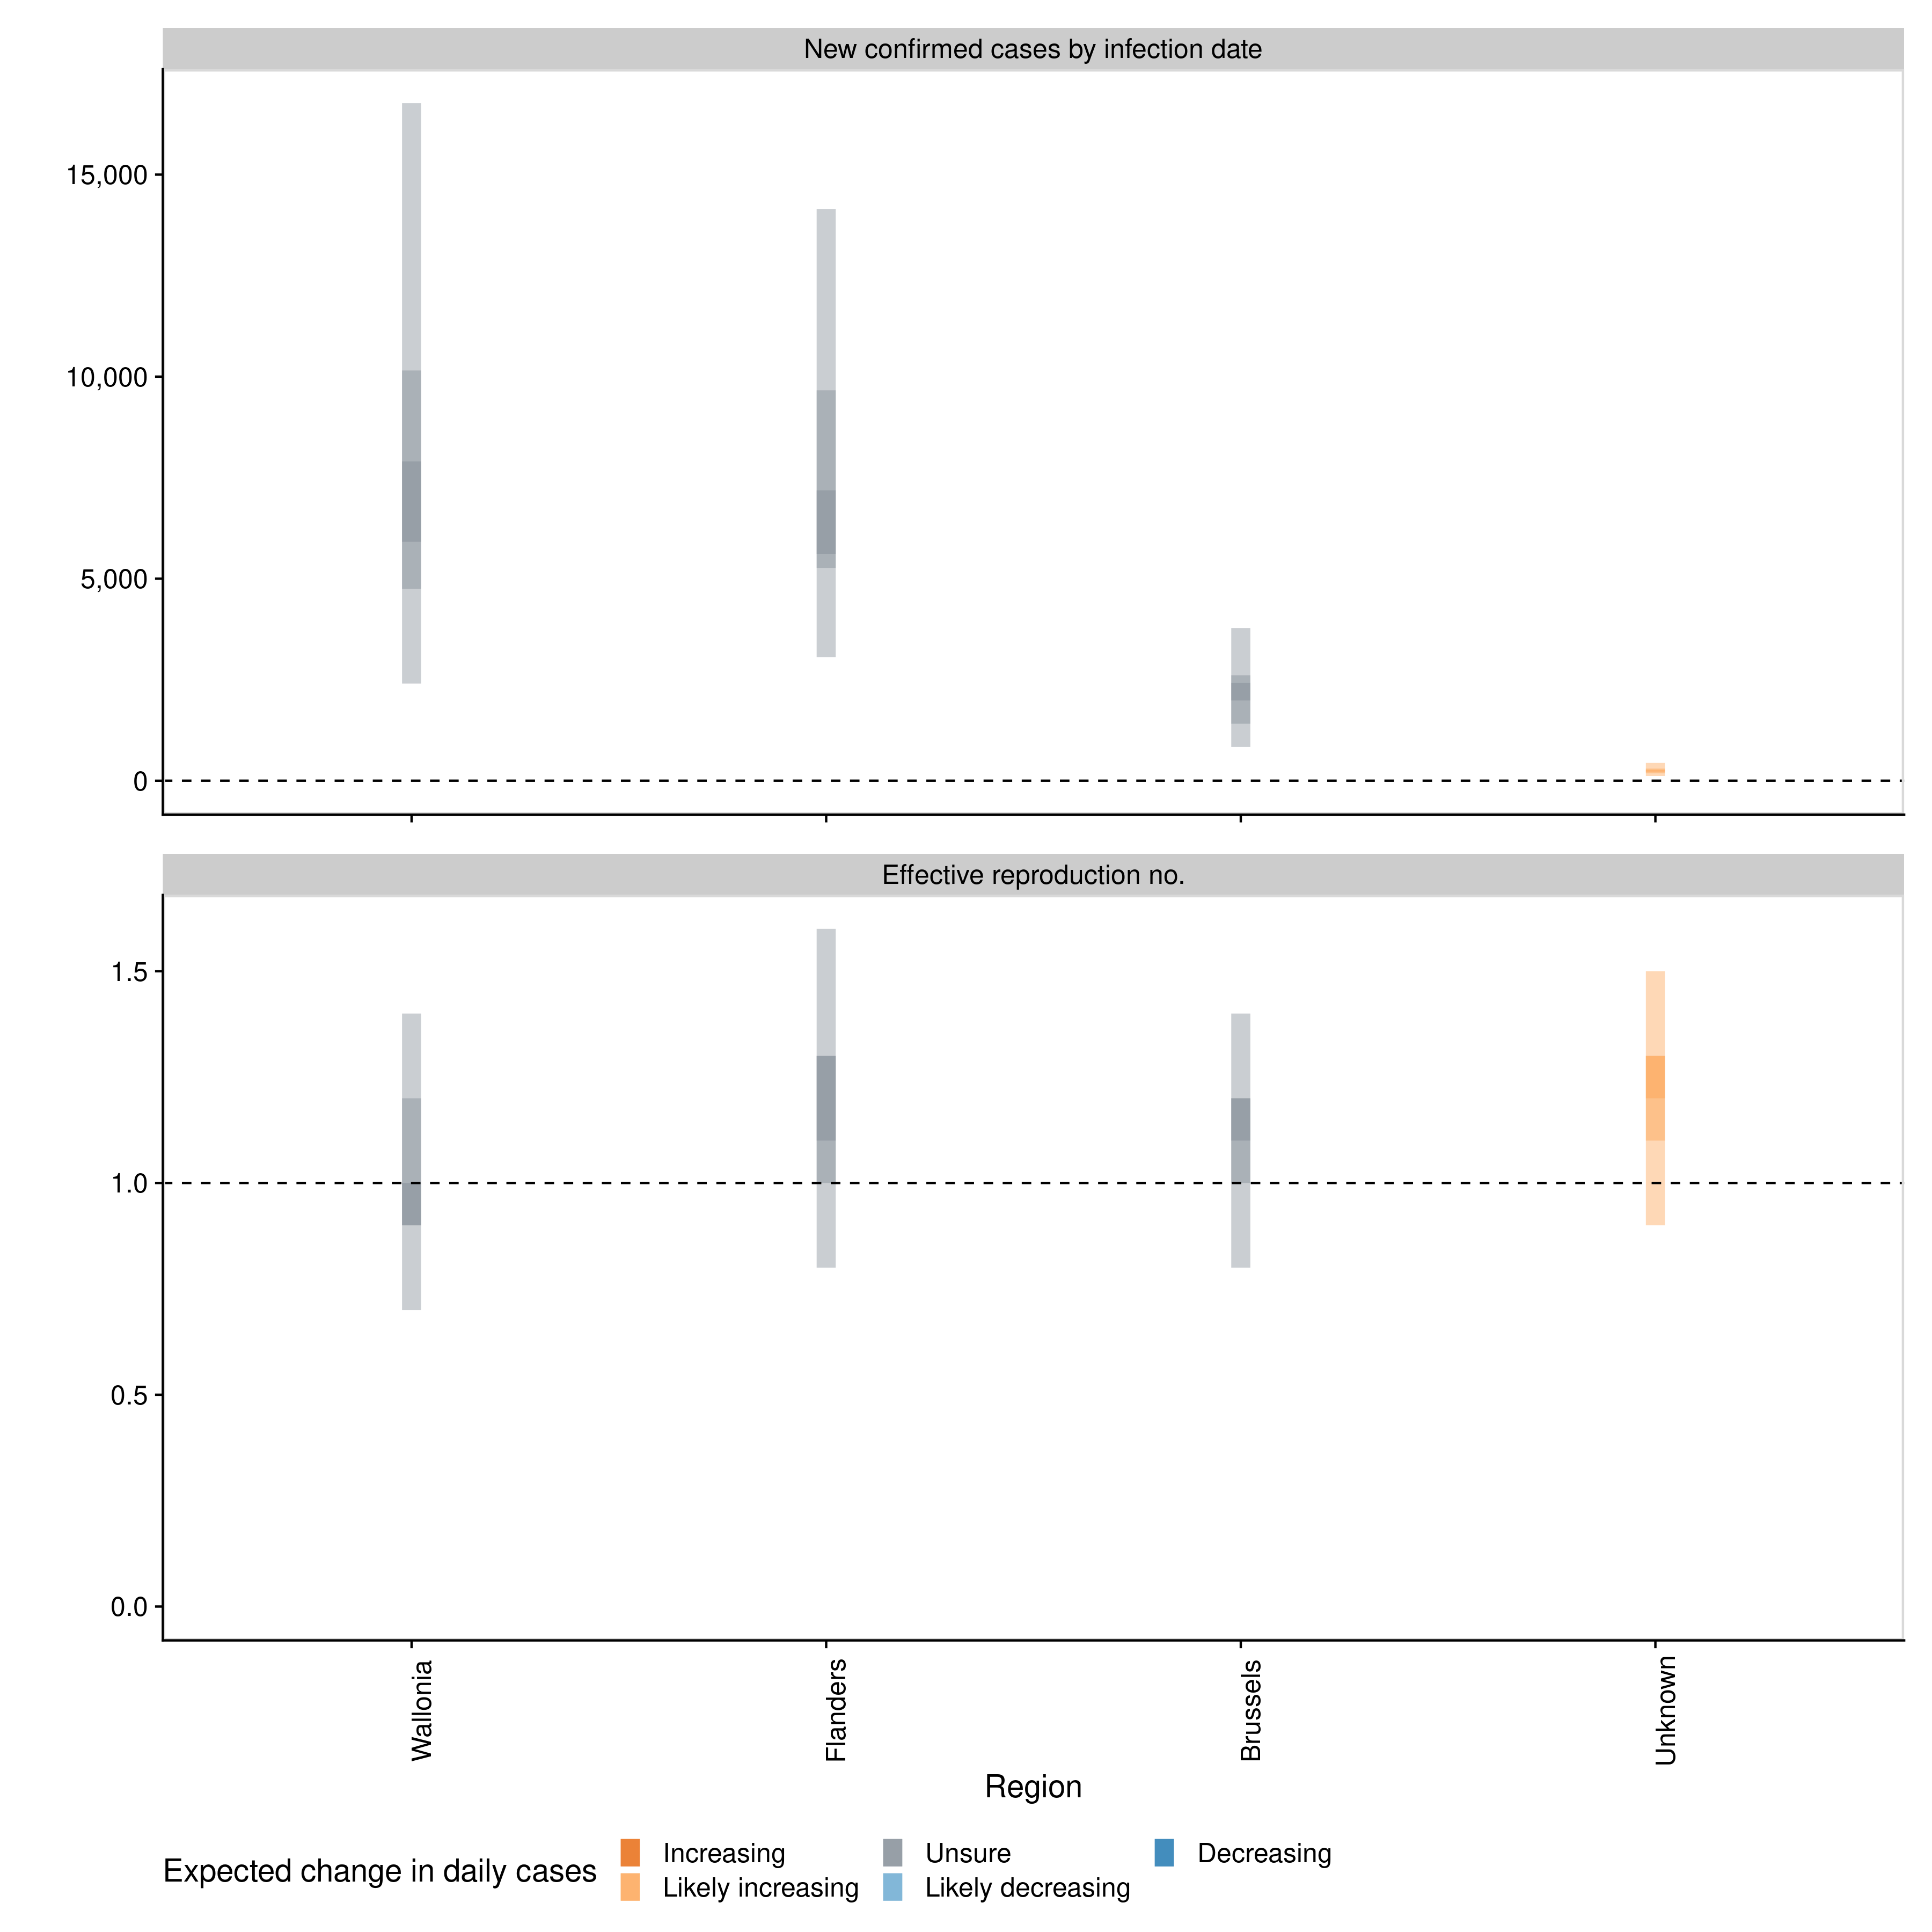 New confirmed cases by infection date
15,000
10,000
5,000
0
Effective reproduction no.
1.5
1.0
0.5
0.0
Wallonia
Flanders
Brussels
Unknown
Region
Expected change in daily cases
Increasing
Unsure
Decreasing
Likely increasing
Likely decreasing